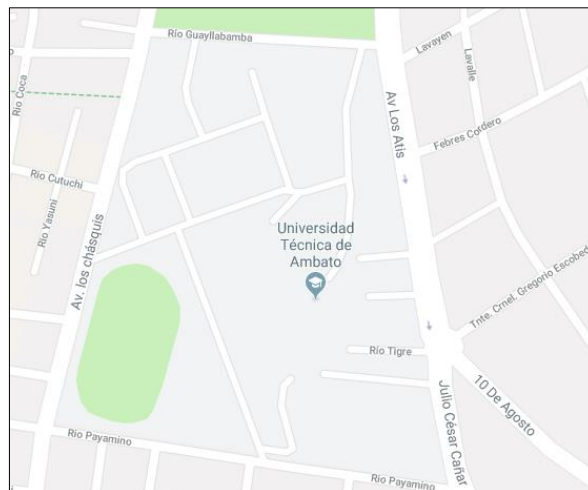 Río Guayllabamba
Lavayen
Lavalle
Río Coca
Av Los Atis
Febres Cordero
Río Cutuchi
Río Yasuni
Universidad
Técnica de
Ambato
Av. los chásquis
Tnte. Crnel. Gregorio Escobed
Río Tigre
10 De Agosto
Julio César Cañar
Río Payamino
Río Payamino